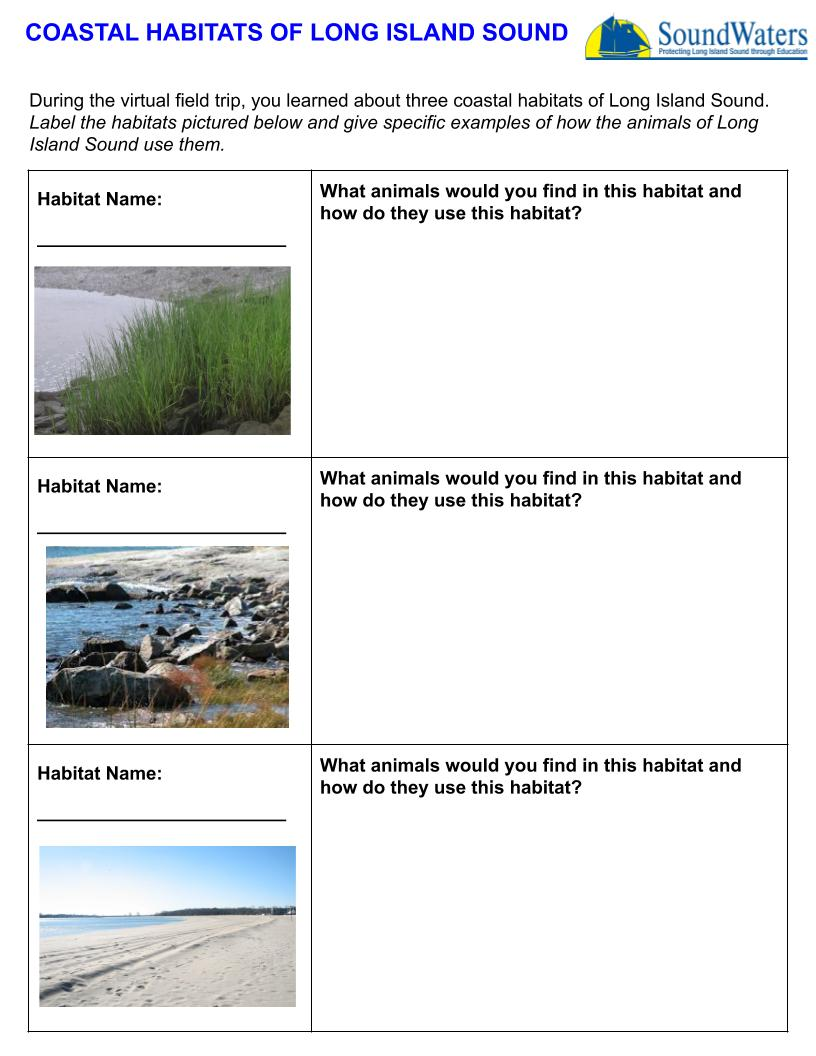 COASTAL HABITATS OF LONG ISLAND SOUND
SoundWaters
Protecting Long Island Sound through Education
During the virtual field trip, you learned about three coastal habitats of Long Island Sound.
Label the habitats pictured below and give specific examples of how the animals of Long
Island Sound use them.
Habitat Name:
What animals would you find in this habitat and
how do they use this habitat?
Habitat Name:
What animals would you find in this habitat and
how do they use this habitat?
Habitat Name:
What animals would you find in this habitat and
how do they use this habitat?